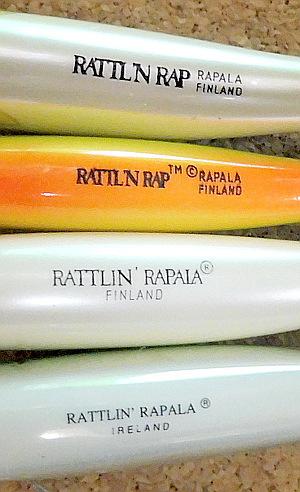 RATTL'N RAP RAPALA
FINLAND
RATTL'N RAP™ ©RAPALA
FINLAND
RATTLIN' RAPALA®
FINLAND
RATTLIN' RAPALA®
IRELAND